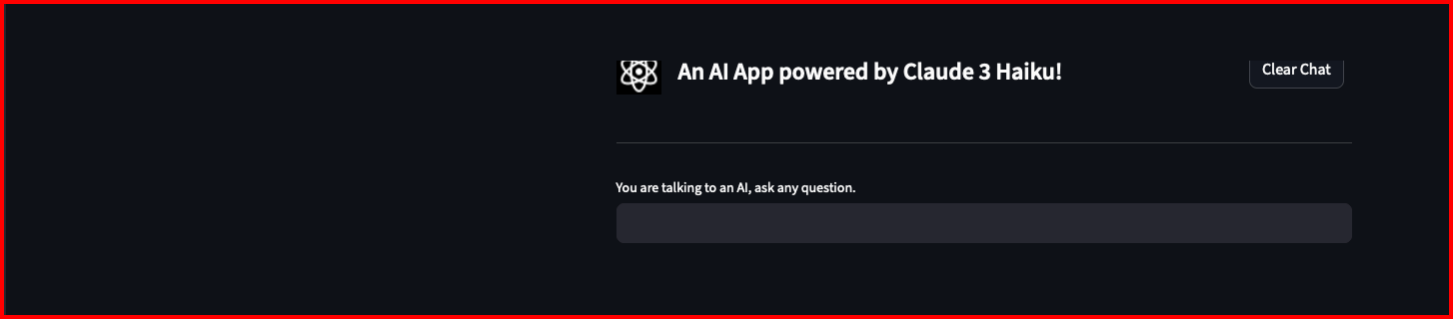 An AI App powered by Claude 3 Haiku!
Clear Chat
You are talking to an AI, ask any question.